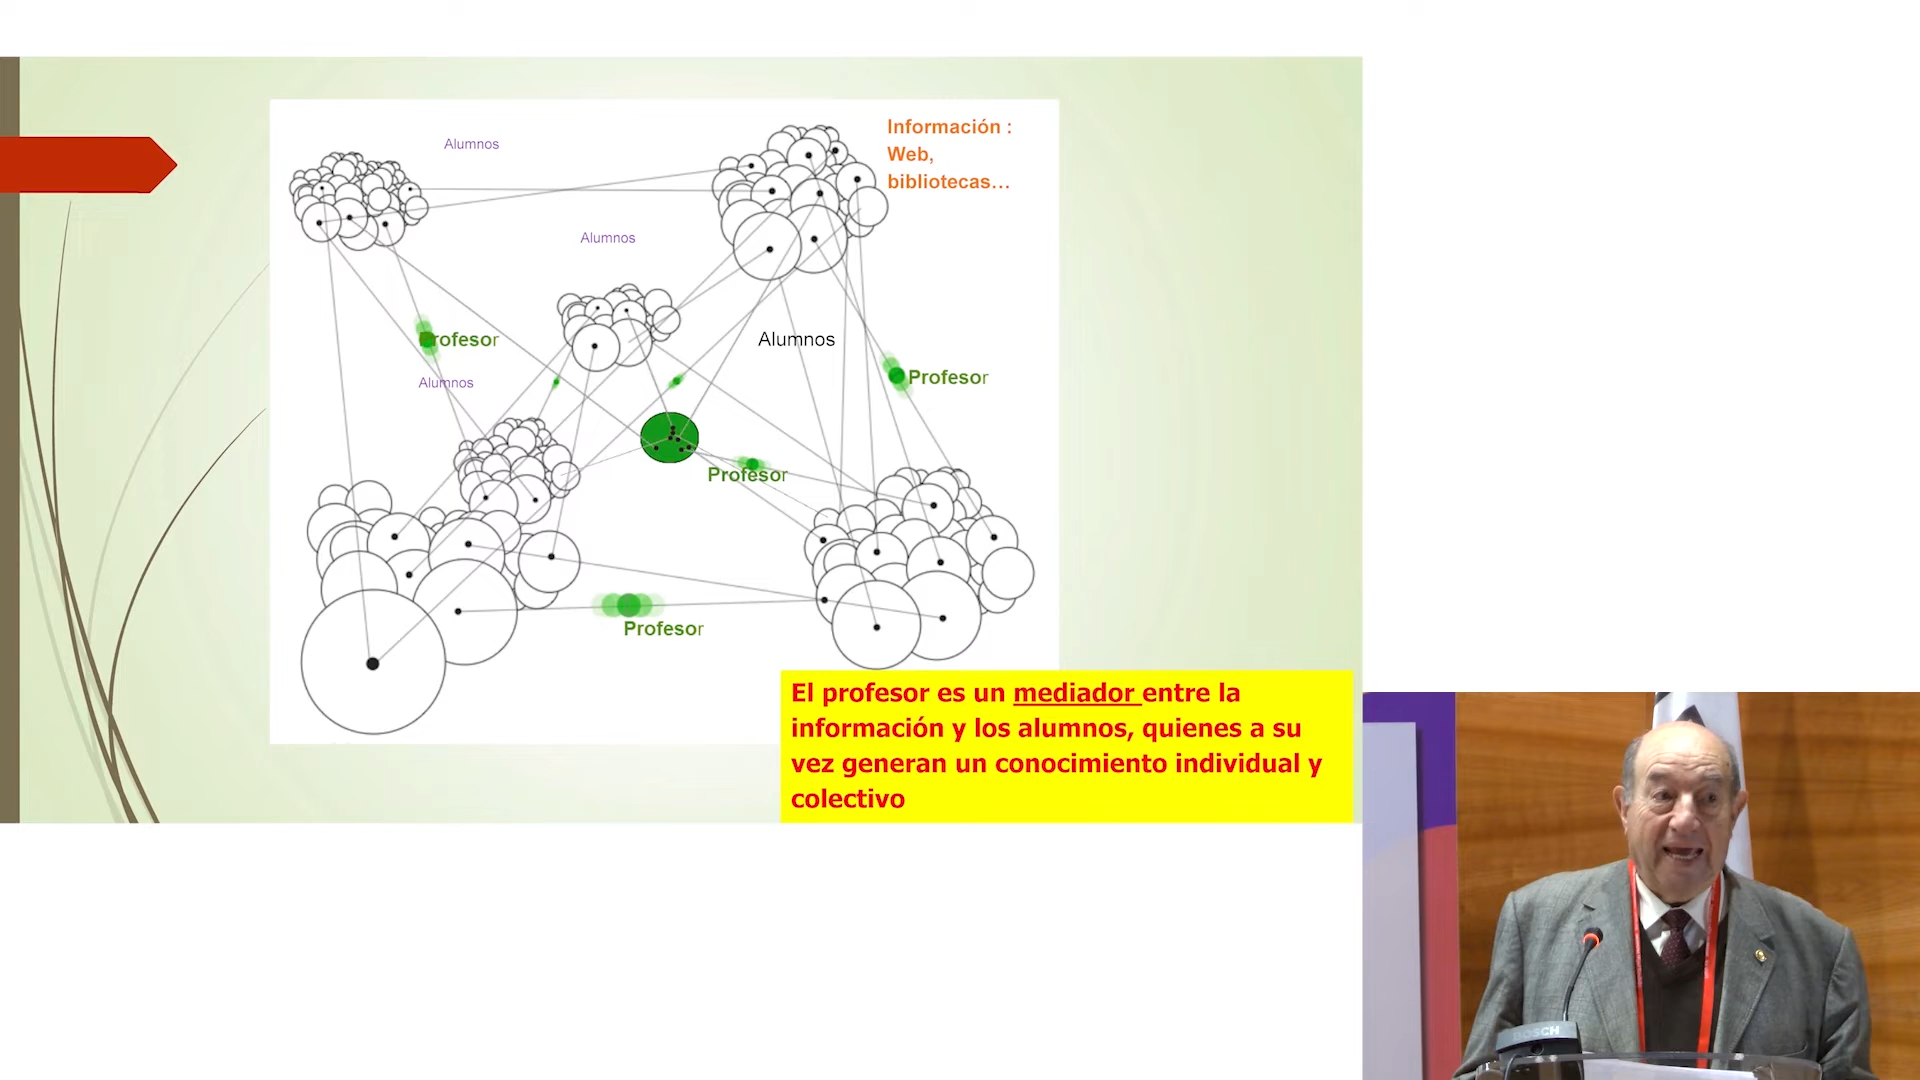 Alumnos
Información :
Web,
bibliotecas…
Alumnos
Profesor
Alumnos
Alumnos
Profesor
Profesor
Profesor
El profesor es un mediador entre la
información y los alumnos, quienes a su
vez generan un conocimiento individual y
colectivo
BOSCH